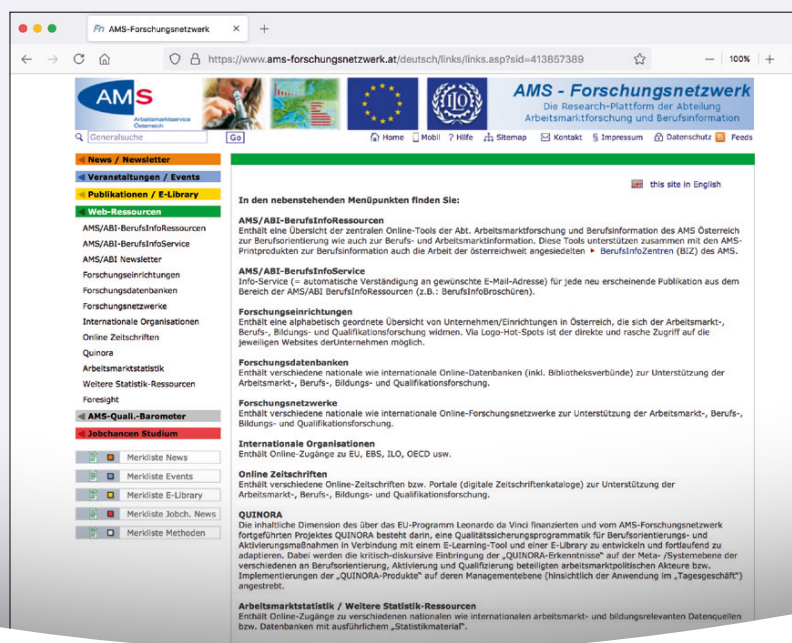 AMS-Forschungsnetzwerk
https://www.ams-forschungsnetzwerk.at/deutsch/links/links.asp?sid=413857389
100%
AMS
Arbeitsmarktservice
Österreich
AMS - Forschungsnetzwerk
Die Research-Plattform der Abteilung
Arbeitsmarktforschung und Berufsinformation
Generalsuche Go Home Mobil ? Hilfe Sitemap Kontakt § Impressum Datenschutz Feeds
News / Newsletter
Veranstaltungen / Events
Publikationen / E-Library
Web-Ressourcen
AMS/ABI-BerufsInfoRessourcen
AMS/ABI-BerufsInfoService
AMS/ABI Newsletter
Forschungseinrichtungen
Forschungsdatenbanken
Forschungsnetzwerke
Internationale Organisationen
Online Zeitschriften
Quinora
Arbeitsmarktstatistik
Weitere Statistik-Ressourcen
Foresight
AMS-Quali.-Barometer
Jobchancen Studium
Merkliste News
Merkliste Events
Merkliste E-Library
Merkliste Jobch. News
Merkliste Methoden
this site in English
In den nebenstehenden Menüpunkten finden Sie:
AMS/ABI-BerufsInfoRessourcen
Enthält eine Übersicht der zentralen Online-Tools der Abt. Arbeitsmarktforschung und Berufsinformation des AMS Österreich
zur Berufsorientierung wie auch zur Berufs- und Arbeitsmarktinformation. Diese Tools unterstützen zusammen mit den AMS-
Printprodukten zur Berufsinformation auch die Arbeit der österreichweit angesiedelten BerufsInfoZentren (BIZ) des AMS.
AMS/ABI-BerufsInfoService
Info-Service (= automatische Verständigung an gewünschte E-Mail-Adresse) für jede neu erscheinende Publikation aus dem
Bereich der AMS/ABI BerufsInfoRessourcen (z.B.: BerufsInfoBroschüren).
Forschungseinrichtungen
Enthält eine alphabetisch geordnete Übersicht von Unternehmen/Einrichtungen in Österreich, die sich der Arbeitsmarkt-,
Berufs-, Bildungs- und Qualifikationsforschung widmen. Via Logo-Hot-Spots ist der direkte und rasche Zugriff auf die
jeweiligen Websites derUnternehmen möglich.
Forschungsdatenbanken
Enthält verschiedene nationale wie internationale Online-Datenbanken (inkl. Bibliotheksverbünde) zur Unterstützung der
Arbeitsmarkt-, Berufs-, Bildungs- und Qualifikationsforschung.
Forschungsnetzwerke
Enthält verschiedene nationale wie internationale Online-Forschungsnetzwerke zur Unterstützung der Arbeitsmarkt-, Berufs-,
Bildungs- und Qualifikationsforschung.
Internationale Organisationen
Enthält Online-Zugänge zu EU, EBS, ILO, OECD usw.
Online Zeitschriften
Enthält verschiedene Online-Zeitschriften bzw. Portale (digitale Zeitschriftenkataloge) zur Unterstützung der
Arbeitsmarkt-, Berufs-, Bildungs- und Qualifikationsforschung.
QUINORA
Die inhaltliche Dimension des über das EU-Programm Leonardo da Vinci finanzierten und vom AMS-Forschungsnetzwerk
fortgeführten Projektes QUINORA besteht darin, eine Qualitätssicherungsprogrammatik für Berufsorientierungs- und
Aktivierungsmaßnahmen in Verbindung mit einem E-Learning-Tool und einer E-Library zu entwickeln und fortlaufend zu
adaptieren. Dabei werden die kritisch-diskursive Einbringung der „QUINORA-Erkenntnisse“ auf der Meta- /Systemebene der
verschiedenen an Berufsorientierung, Aktivierung und Qualifizierung beteiligten arbeitsmarktpolitischen Akteure bzw.
Implementierungen der „QUINORA-Produkte“ auf deren Managementebene (hinsichtlich der Anwendung im „Tagesgeschäft“)
angestrebt.
Arbeitsmarktstatistik / Weitere Statistik-Ressourcen
Enthält Online-Zugänge zu verschiedenen nationalen wie internationalen arbeitsmarkt- und bildungsrelevanten Datenquellen
bzw. Datenbanken mit ausführlichem „Statistikmaterial“.